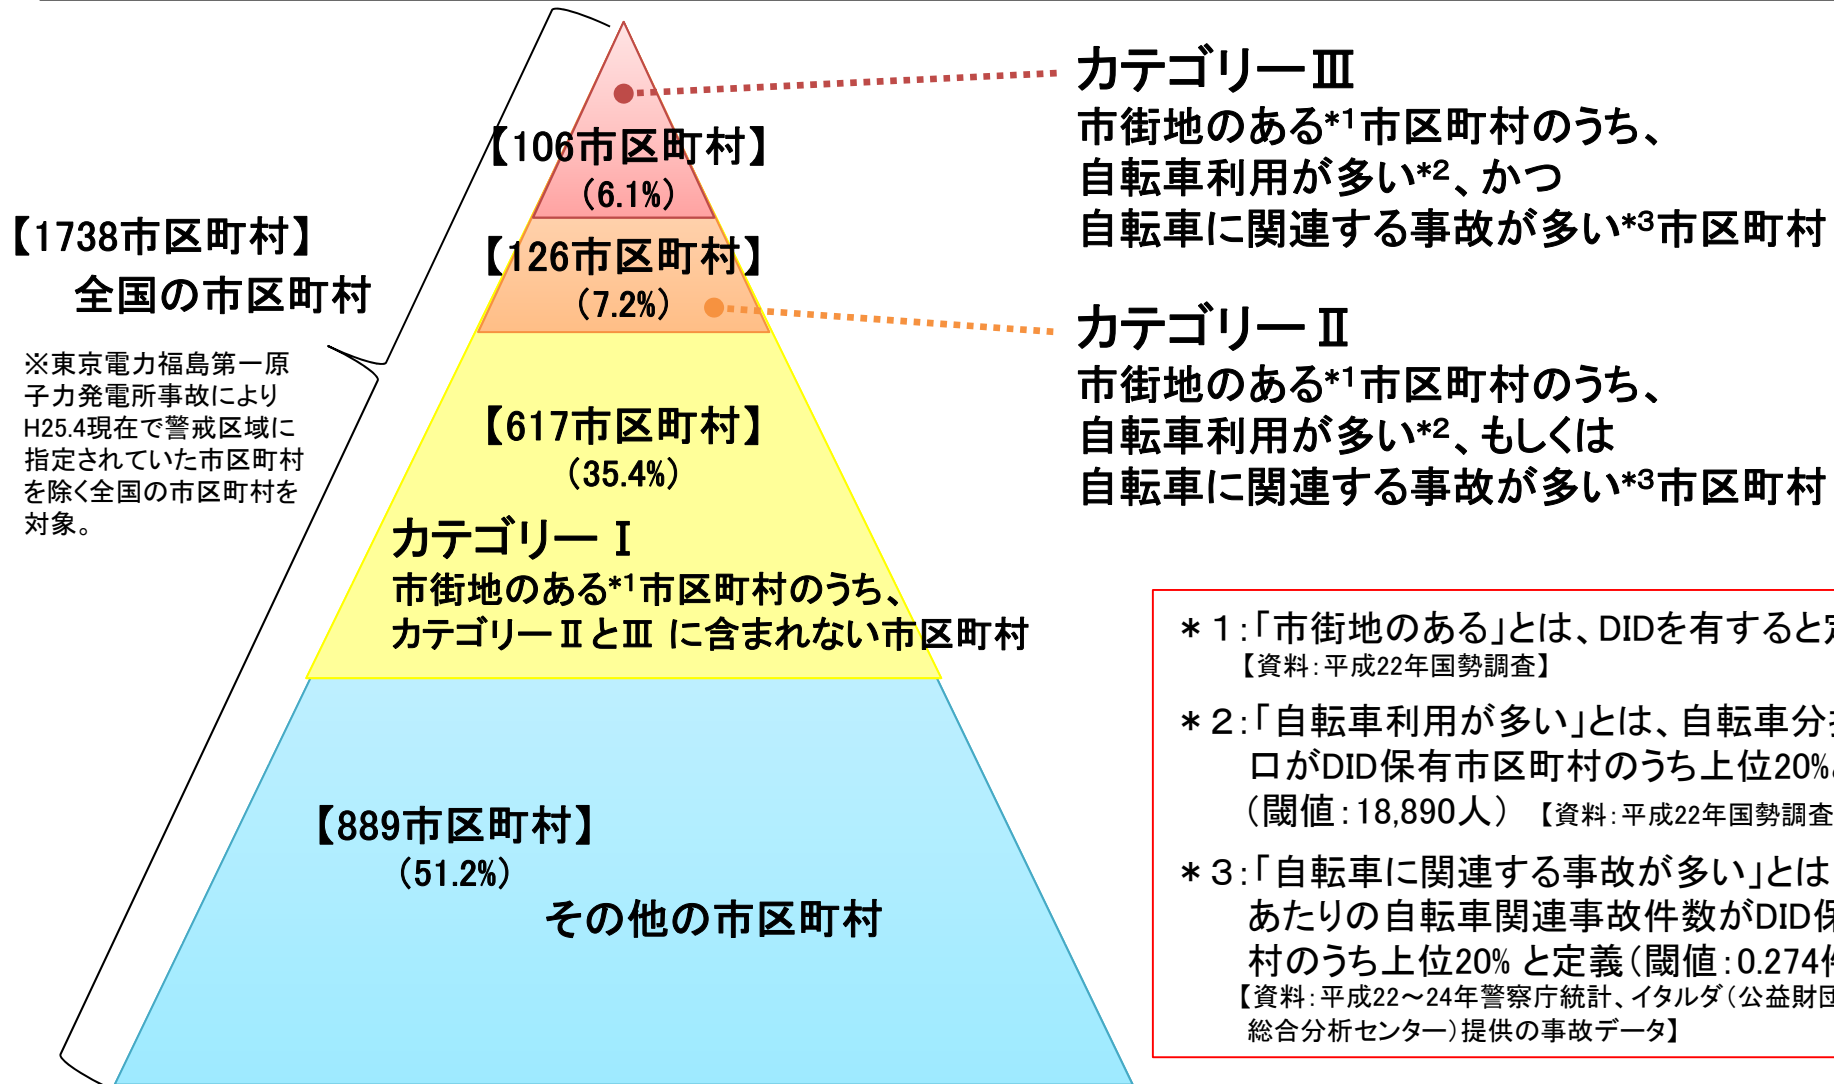 カテゴリーⅢ
市街地のある*1市区町村のうち、
自転車利用が多い*2、かつ
自転車に関連する事故が多い*3市区町村
【106市区町村】
（6.1%）
【1738市区町村】
全国の市区町村
※東京電力福島第一原
子力発電所事故により
H25.4現在で警戒区域に
指定されていた市区町村
を除く全国の市区町村を
対象。
【126市区町村】
（7.2%）
カテゴリーⅡ
市街地のある*1市区町村のうち、
自転車利用が多い*2、もしくは
自転車に関連する事故が多い*3市区町村
【617市区町村】
（35.4%）
カテゴリーⅠ
市街地のある*1市区町村のうち、
カテゴリーⅡとⅢ に含まれない市区町村
【889市区町村】
（51.2%）
その他の市区町村
＊1：「市街地のある」とは、DIDを有すると
【資料：平成22年国勢調査】
＊2：「自転車利用が多い」とは、自転車分
口がDID保有市区町村のうち上位20%
（閾値：18,890人） 【資料：平成22年国勢調査
＊3：「自転車に関連する事故が多い」とは
あたりの自転車関連事故件数がDID保
村のうち上位20% と定義（閾値：0.274件
【資料：平成22～24年警察庁統計、イタルダ（公益財団
総合分析センター）提供の事故データ】